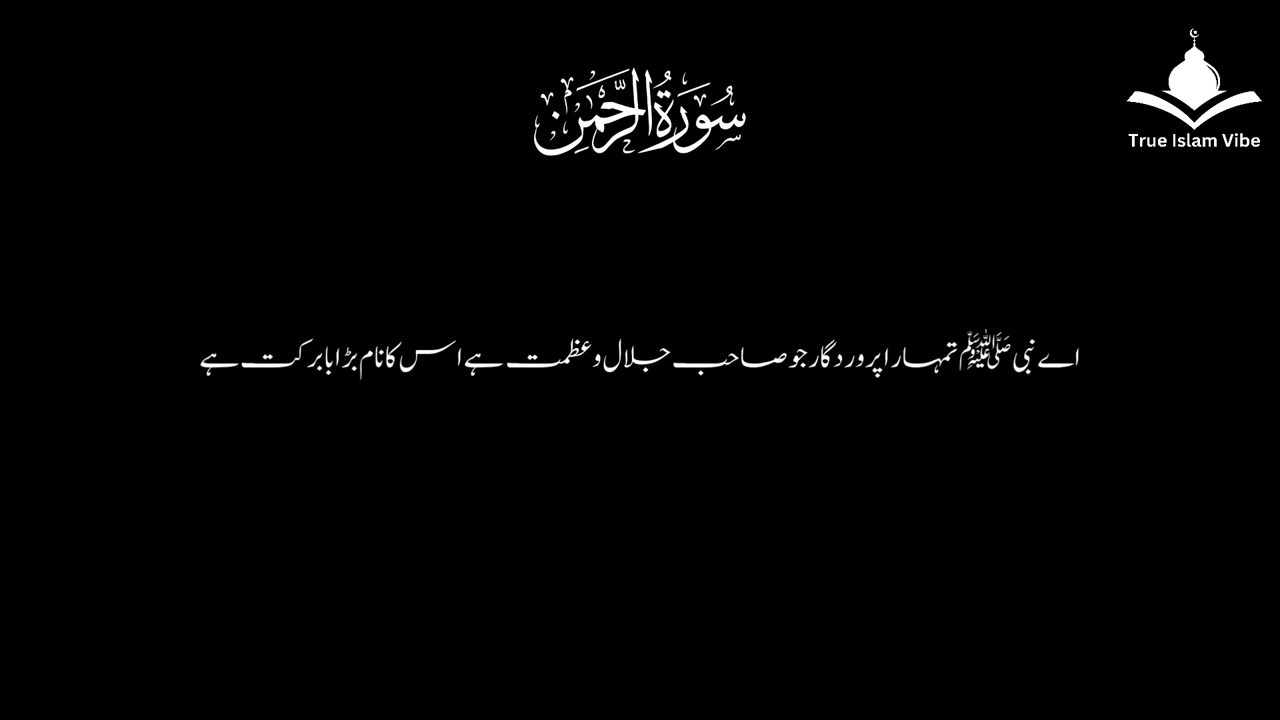 سُورَةُ الرَّحْمٰن
True Islam Vibe
اے نبی ﷺ تمہارا پروردگار جو صاحب جلال و عظمت ہے اس کا نام بڑا بابرکت ہے